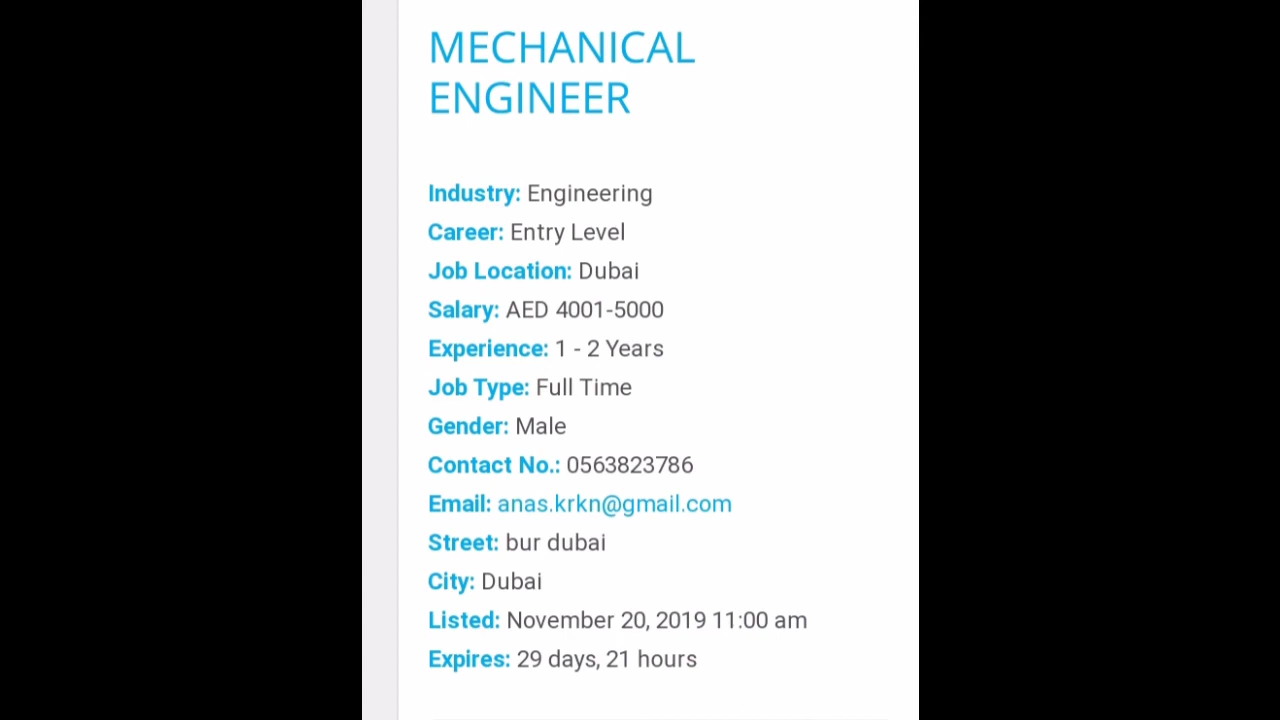 MECHANICAL
ENGINEER
Industry: Engineering
Career: Entry Level
Job Location: Dubai
Salary: AED 4001-5000
Experience: 1 - 2 Years
Job Type: Full Time
Gender: Male
Contact No.: 0563823786
Email: anas.krkn@gmail.com
Street: bur dubai
City: Dubai
Listed: November 20, 2019 11:00 am
Expires: 29 days, 21 hours